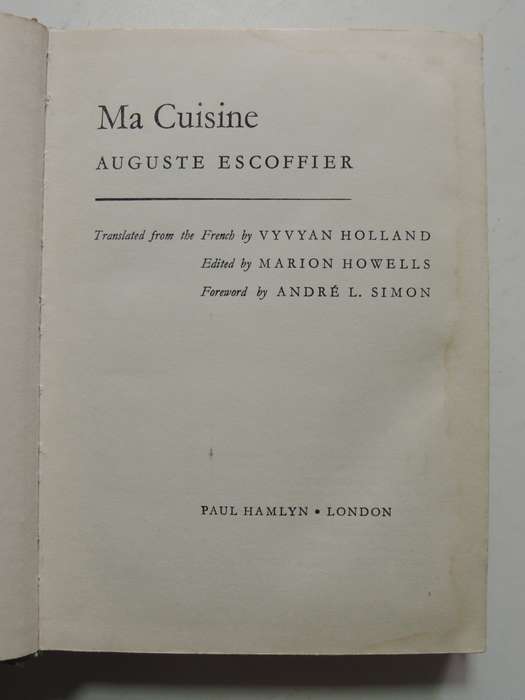 Ma Cuisine
AUGUSTE ESCOFFIER
Translated from the French by VYVYAN HOLLAND
Edited by MARION HOWELLS
Foreword by ANDRÉ L. SIMON
PAUL HAMLYN • LONDON